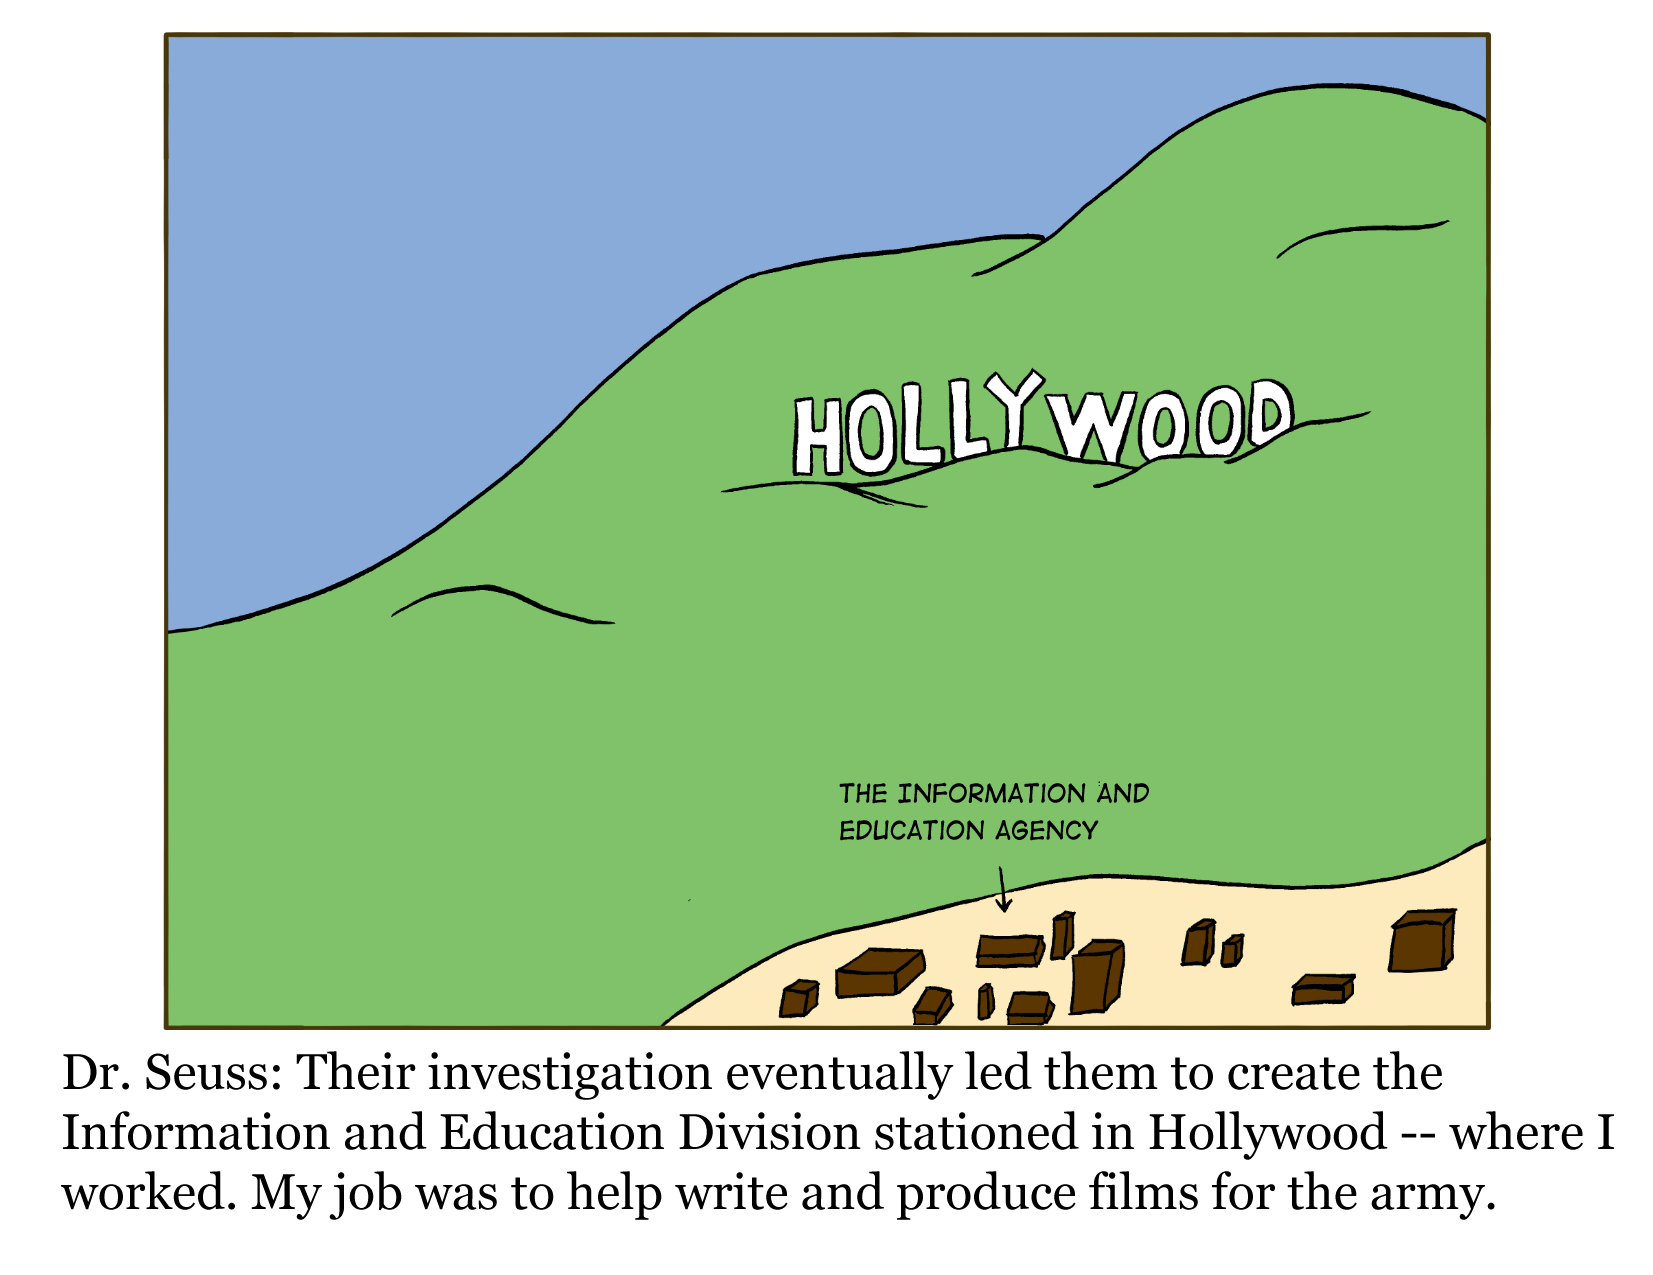 HOLLYWOOD
THE INFORMATION AND
EDUCATION AGENCY
Dr. Seuss: Their investigation eventually led them to create the
Information and Education Division stationed in Hollywood -- where I
worked. My job was to help write and produce films for the army.